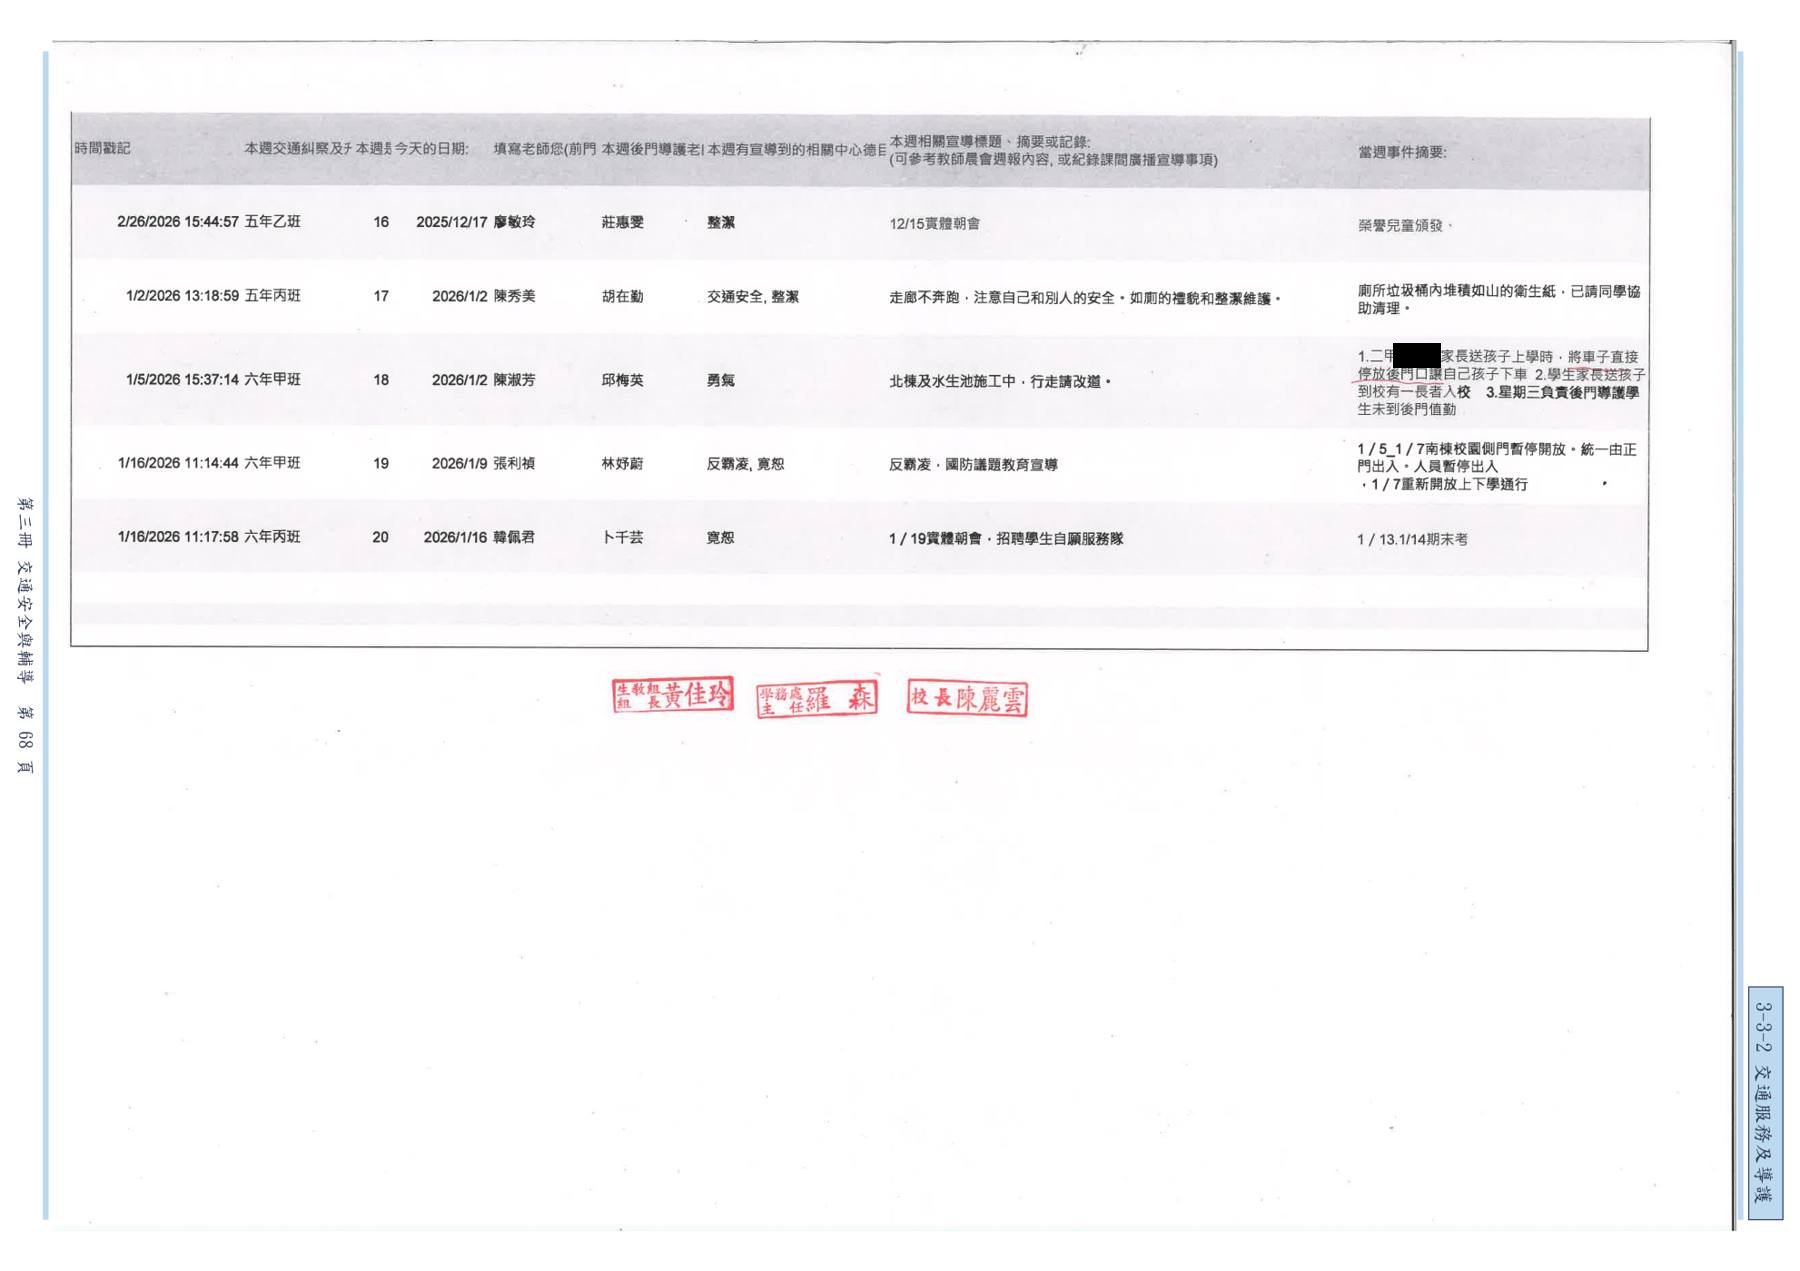 時間戳記 本週交通糾察及 本週 今天的日期: 填寫老師您(前門 本週後門導護老 本週有宣導到的相關中心德目 本週相關宣導標題、摘要或記錄: 當週事件摘要:
(可參考教師晨會週報內容, 或紀錄課間廣播宣導事項)
2/26/2026 15:44:57 五年乙班 16 2025/12/17 廖敏玲 莊惠雯 整潔 12/15實體朝會 榮譽兒童頒發、
1/2/2026 13:18:59 五年丙班 17 2026/1/2 陳秀美 胡在勤 交通安全, 整潔 走廊不奔跑，注意自己和別人的安全。如廁的禮貌和整潔維護。 廁所垃圾桶內堆積如山的衛生紙，已請同學協
助清理。
1/5/2026 15:37:14 六年甲班 18 2026/1/2 陳淑芳 邱梅英 勇氣 北棟及水生池施工中，行走請改道。 1.二甲 家長送孩子上學時，將車子直接
停放後門口讓自己孩子下車 2.學生家長送孩子
到校有一長者入校 3.星期三負責後門導護學
生未到後門值勤
1/16/2026 11:14:44 六年甲班 19 2026/1/9 張利禎 林妤蔚 反霸凌, 寬恕 反霸凌，國防議題教育宣導 1 / 5_1 / 7南棟校園側門暫停開放。統一由正
門出入。人員暫停出入
，1 / 7重新開放上下學通行
1/16/2026 11:17:58 六年丙班 20 2026/1/16 韓佩君 卜千芸 寬恕 1 / 19實體朝會，招聘學生自願服務隊 1 / 13.1/14期末考
生教組
組長 黃佳玲
學務處
主任 羅森
校長陳麗雲
第三冊 交通安全與輔導 第 68 頁
3-3-2 交通服務及導護